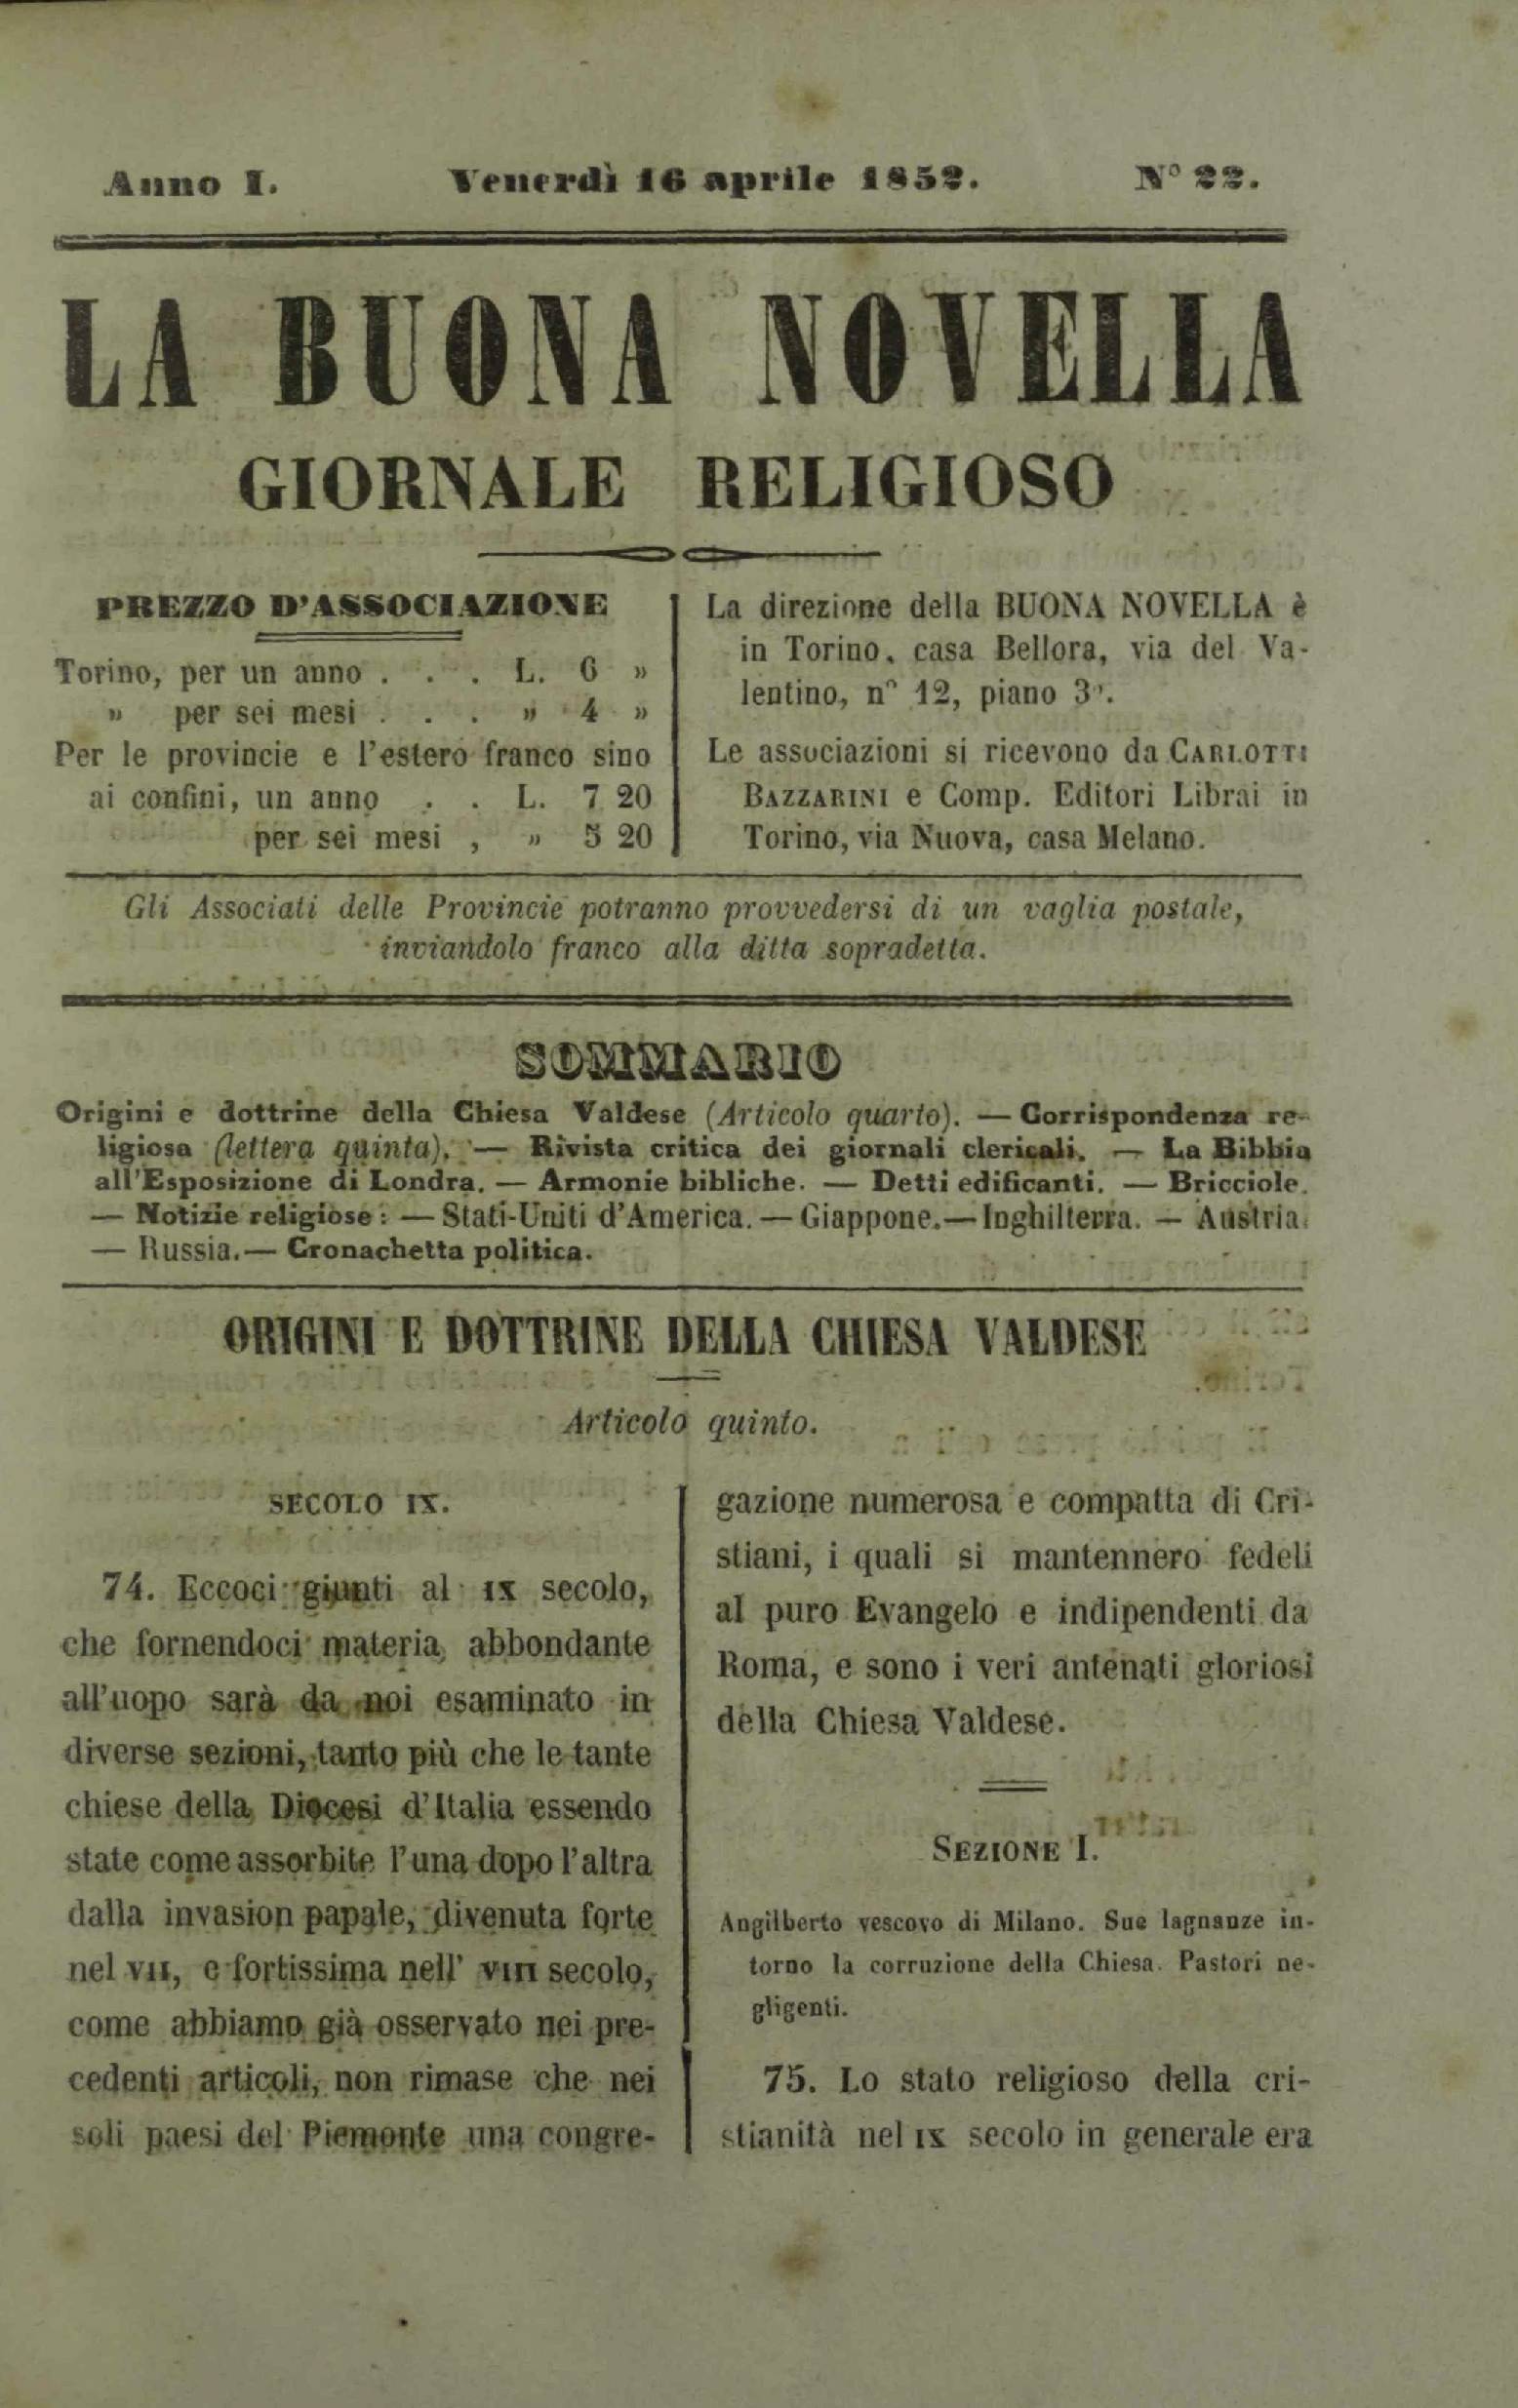 Anno I. Venerdì 16 aprile 1852. N° 22.
LA BUONA NOVELLA
GIORNALE RELIGIOSO
PREZZO D'ASSOCIAZIONE
Torino, per un anno . . . L. 6 »
» per sei mesi . . . » 4 »
Per le provincie e l'estero franco sino
ai confini, un anno . . L. 7 20
per sei mesi , » 5 20
La direzione della BUONA NOVELLA è
in Torino, casa Bellora, via del Va-
lentino, n° 12, piano 3°.
Le associazioni si ricevono da CARLOTTI
BAZZARINI e Comp. Editori Librai in
Torino, via Nuova, casa Melano.
Gli Associati delle Provincie potranno provvedersi di un vaglia postale,
inviandolo franco alla ditta sopradetta.
SOMMARIO
Origini e dottrine della Chiesa Valdese (Articolo quarto). — Corrispondenza re-
ligiosa (lettera quinta). — Rivista critica dei giornali clericali. — La Bibbia
all'Esposizione di Londra. — Armonie bibliche. — Detti edificanti. — Bricciole.
— Notizie religiose : — Stati-Uniti d'America. — Giappone. — Inghilterra. — Austria.
— Russia. — Cronachetta politica.
ORIGINI E DOTTRINE DELLA CHIESA VALDESE
Articolo quinto.
SECOLO IX.
74. Eccoci giunti al IX secolo,
che fornendoci materia abbondante
all'uopo sarà da noi esaminato in
diverse sezioni, tanto più che le tante
chiese della Diocesi d'Italia essendo
state come assorbite l'una dopo l'altra
dalla invasion papale, divenuta forte
nel VII, e fortissima nell' VIII secolo,
come abbiamo già osservato nei pre-
cedenti articoli, non rimase che nei
soli paesi del Piemonte una congre-
gazione numerosa e compatta di Cri-
stiani, i quali si mantennero fedeli
al puro Evangelo e indipendenti da
Roma, e sono i veri antenati gloriosi
della Chiesa Valdese.
SEZIONE I.
Angilberto vescovo di Milano. Sue lagnanze in-
torno la corruzione della Chiesa. Pastori ne-
gligenti.
75. Lo stato religioso della cri-
stianità nel IX secolo in generale era